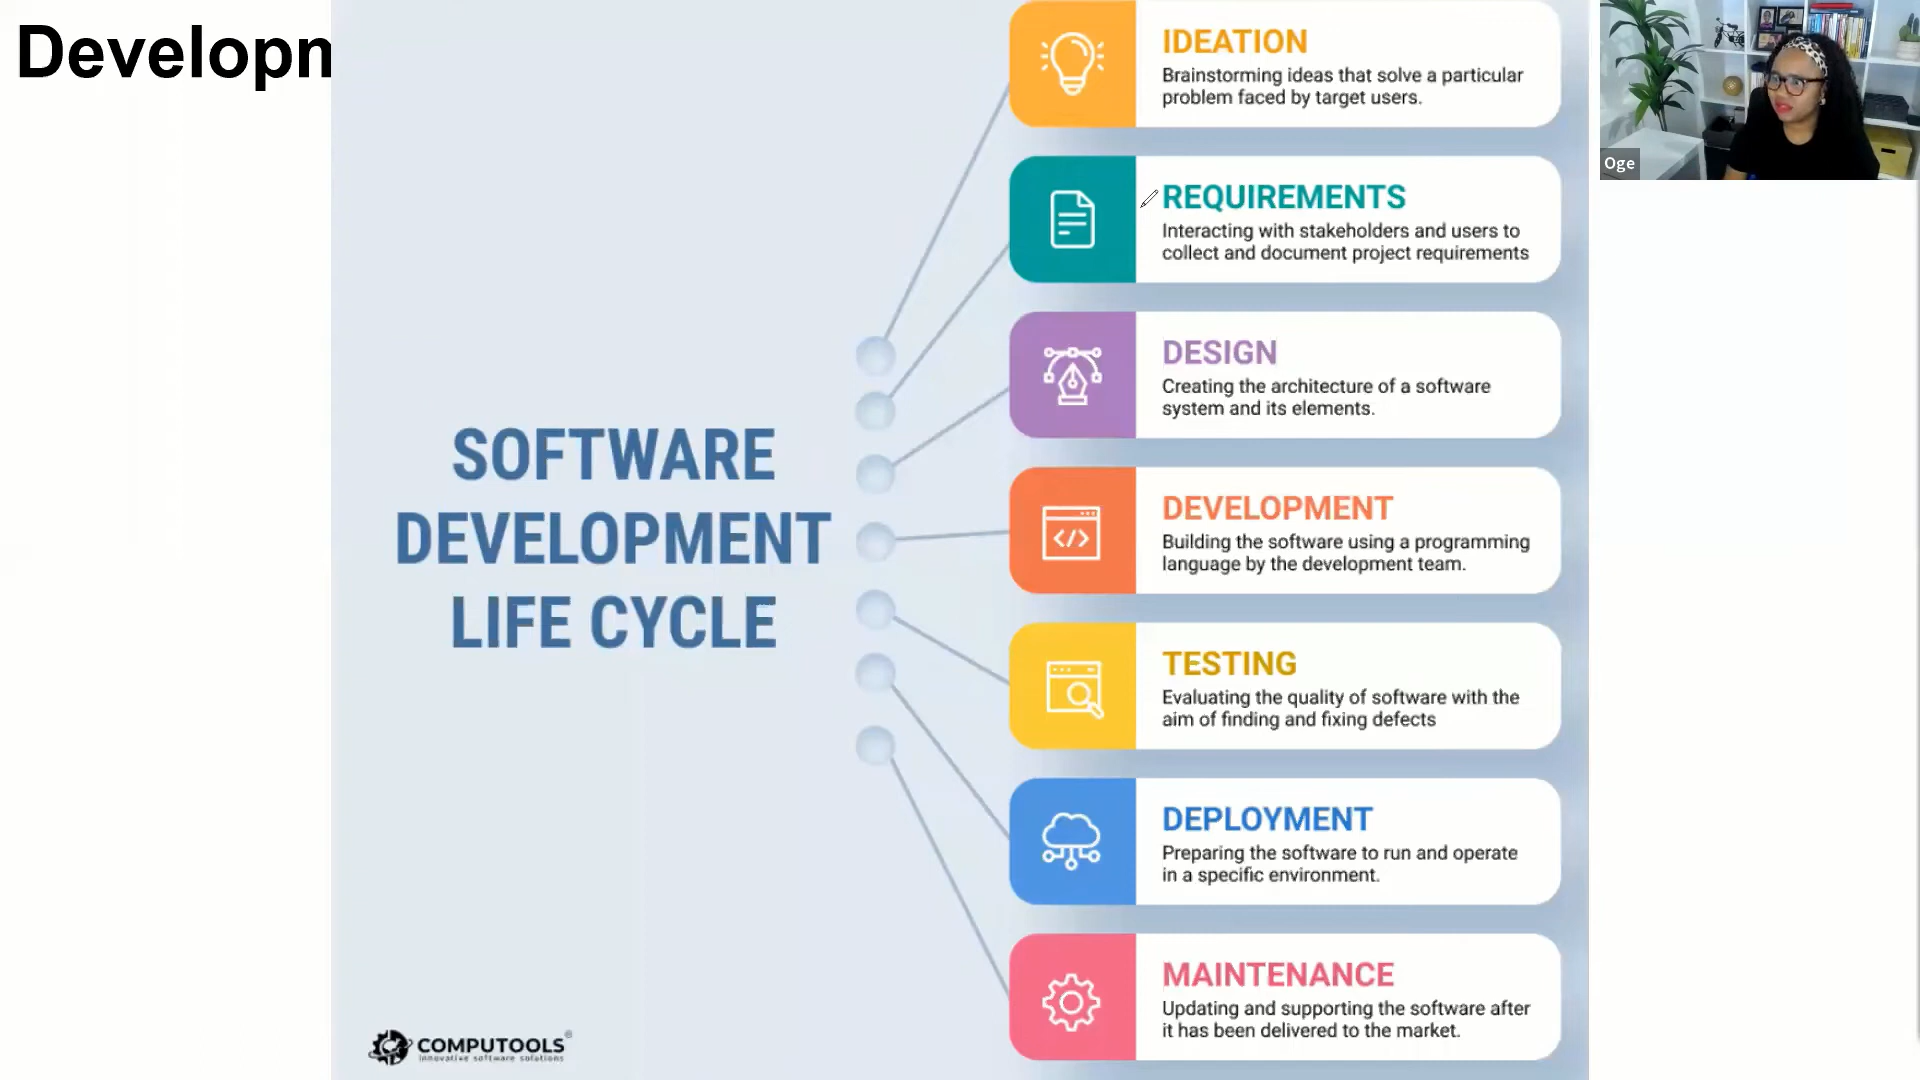 Developn
SOFTWARE
DEVELOPMENT
LIFE CYCLE
COMPUTOOLS®
innovative software solutions
IDEATION
Brainstorming ideas that solve a particular
problem faced by target users.
REQUIREMENTS
Interacting with stakeholders and users to
collect and document project requirements
DESIGN
Creating the architecture of a software
system and its elements.
DEVELOPMENT
Building the software using a programming
language by the development team.
TESTING
Evaluating the quality of software with the
aim of finding and fixing defects
DEPLOYMENT
Preparing the software to run and operate
in a specific environment.
MAINTENANCE
Updating and supporting the software after
it has been delivered to the market.
Oge